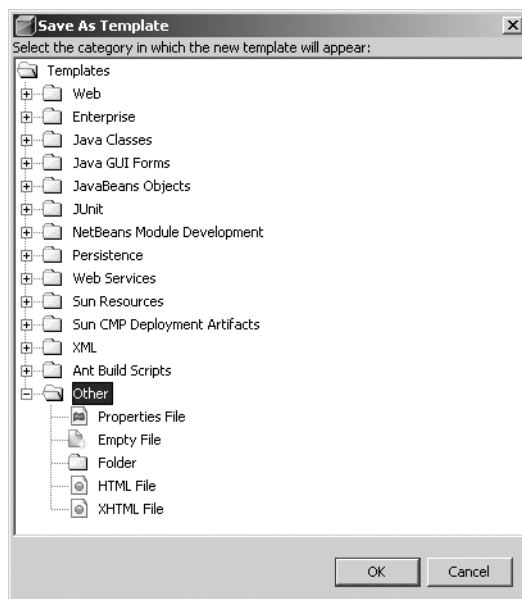 Save As Template
Select the category in which the new template will appear:
Templates
Web
Enterprise
Java Classes
Java GUI Forms
JavaBeans Objects
JUnit
NetBeans Module Development
Persistence
Web Services
Sun Resources
Sun CMP Deployment Artifacts
XML
Ant Build Scripts
Other
Properties File
Empty File
Folder
HTML File
XHTML File
OK Cancel